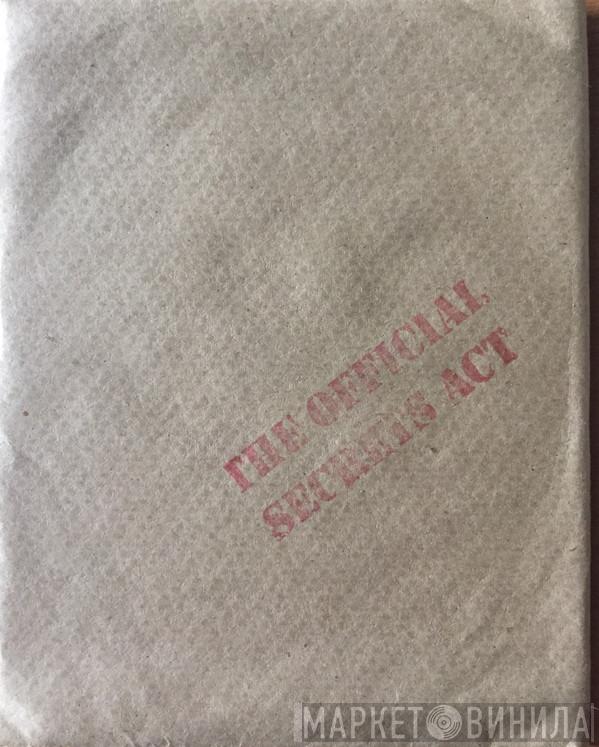 THE OFFICIAL
SECRETS ACT
МАРКЕТ ВИНИЛА